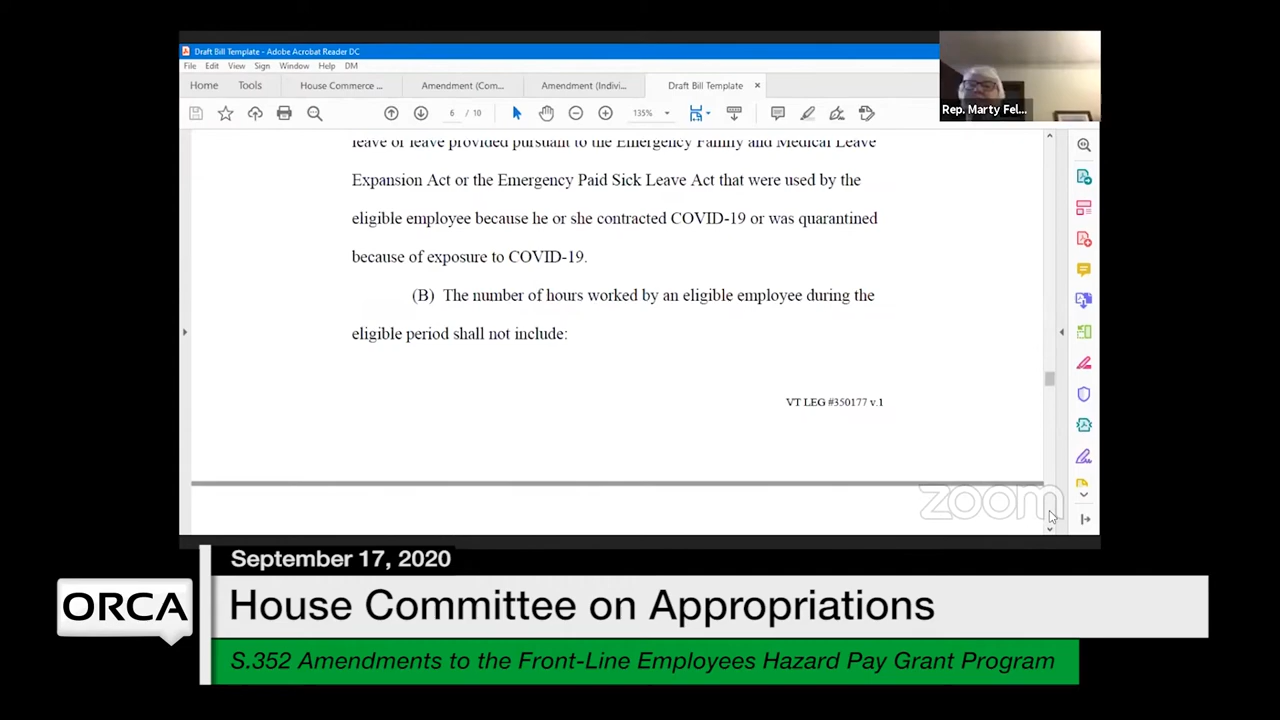 Draft Bill Template - Adobe Acrobat Reader DC
File Edit View Sign Window Help DM
Home Tools House Commerce ... Amendment (Com... Amendment (Indivi... Draft Bill Template ×
6 / 10 135%
Rep. Marty Fel...
leave or leave provided pursuant to the Emergency Family and Medical Leave
Expansion Act or the Emergency Paid Sick Leave Act that were used by the
eligible employee because he or she contracted COVID-19 or was quarantined
because of exposure to COVID-19.
(B) The number of hours worked by an eligible employee during the
eligible period shall not include:
VT LEG #350177 v.1
zoom
September 17, 2020
ORCA
House Committee on Appropriations
S.352 Amendments to the Front-Line Employees Hazard Pay Grant Program